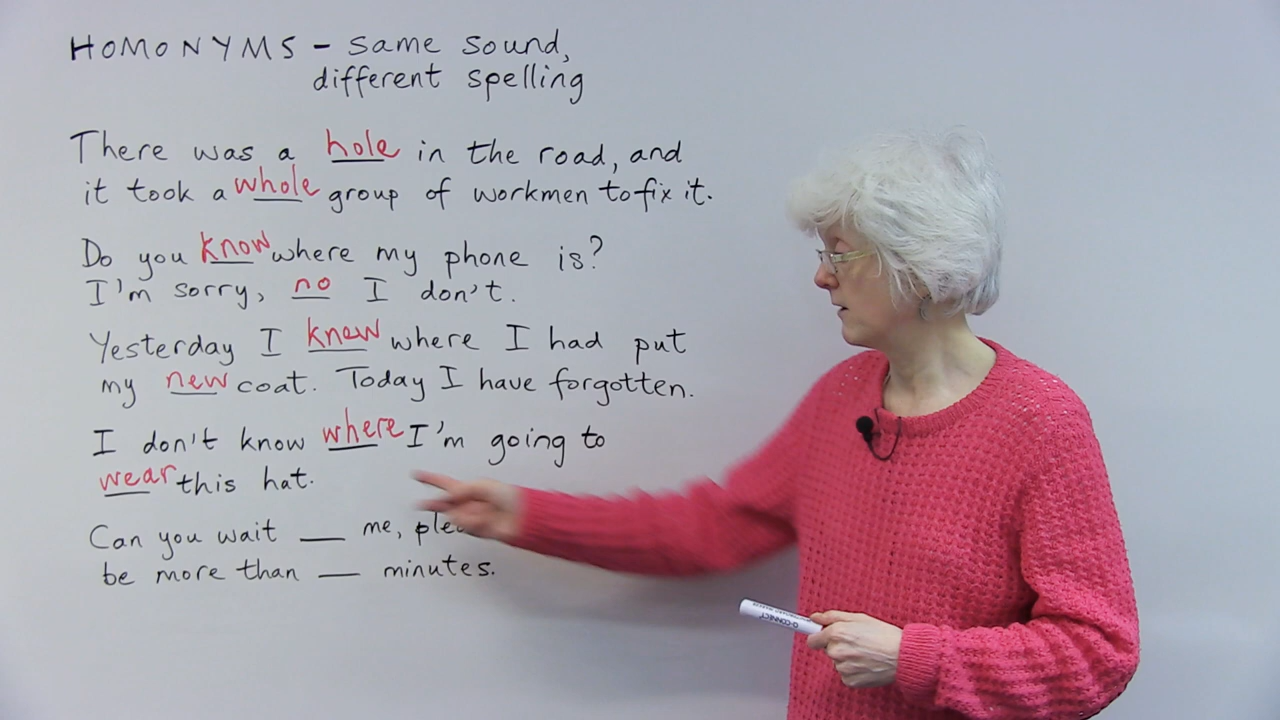 HOMONYMS - same sound,
different spelling
There was a hole in the road, and
it took a whole group of workmen to fix it.
Do you know where my phone is?
I'm sorry, no I don't.
Yesterday I knew where I had put
my new coat. Today I have forgotten.
I don't know where I'm going to
wear this hat.
Can you wait __ me,
be more than __ minutes.
Q-CONNECT